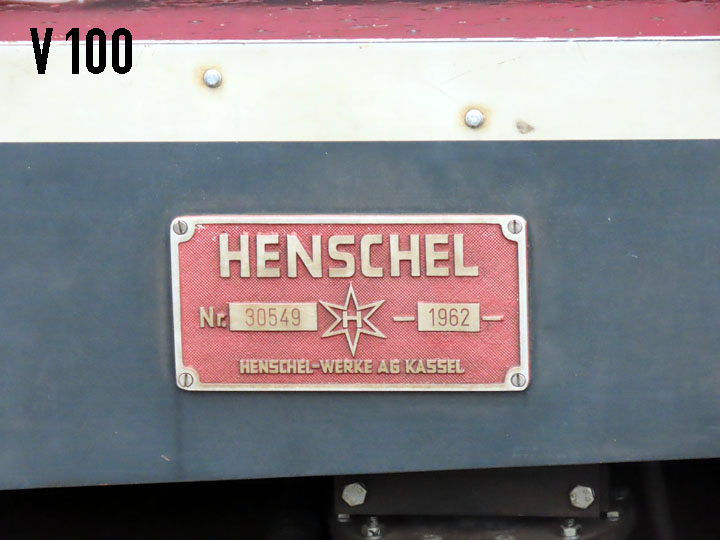 V 100
HENSCHEL
Nr. 30549 H – 1962 –
HENSCHEL-WERKE AG KASSEL